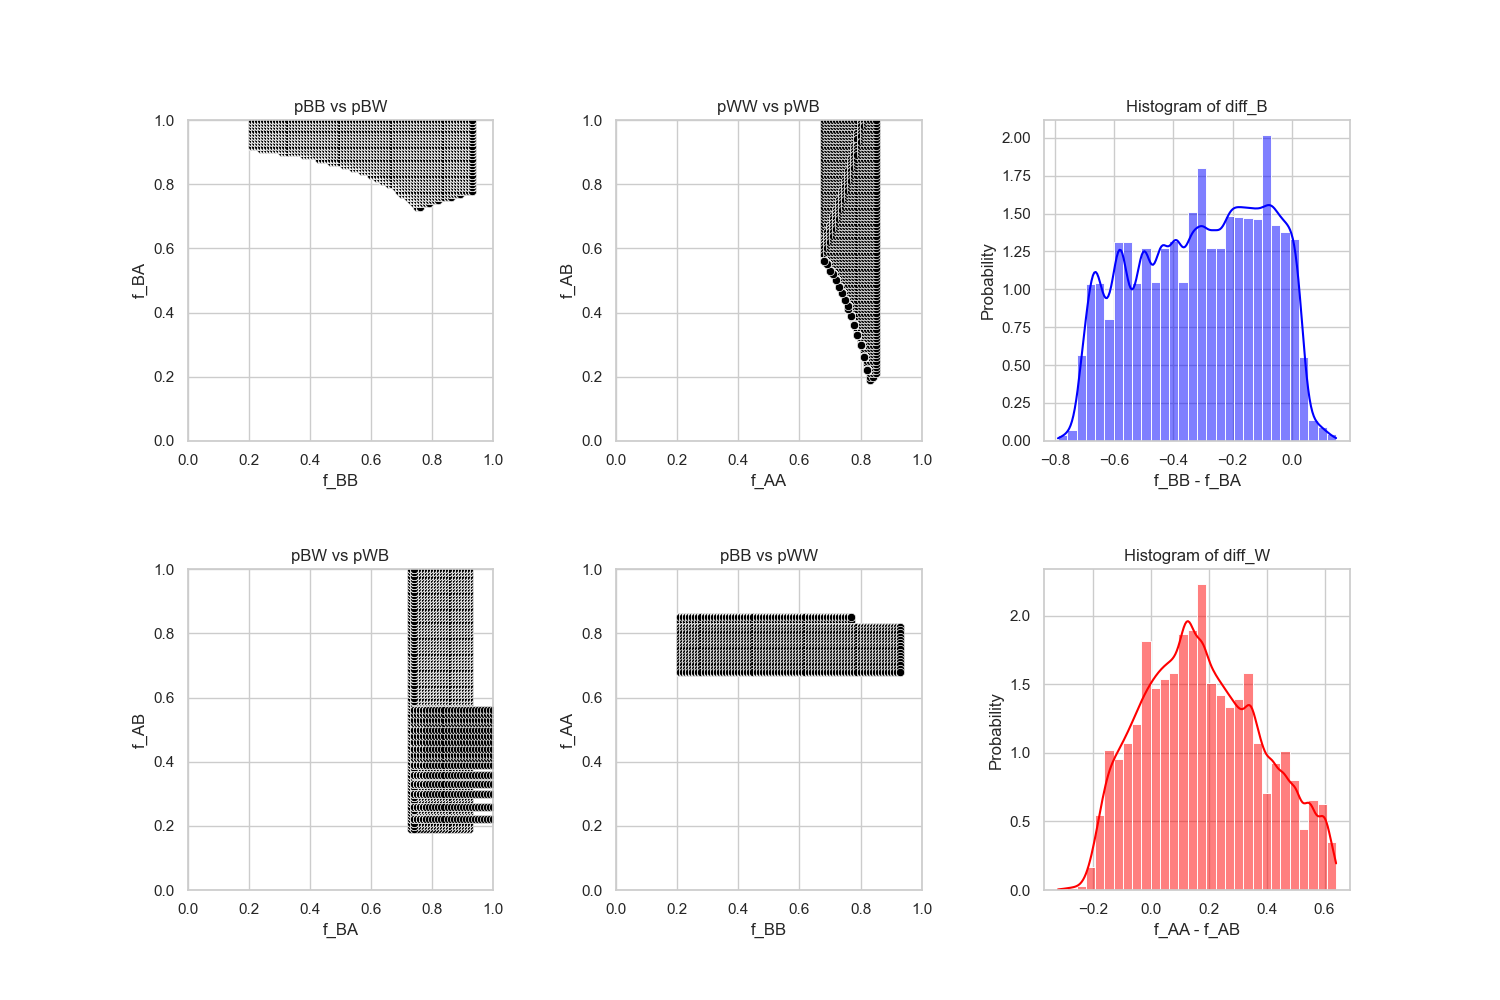 pBB vs pBW
1.0
0.8
0.6
0.4
0.2
0.0
f_BA
0.0 0.2 0.4 0.6 0.8 1.0
f_BB
pWW vs pWB
1.0
0.8
0.6
0.4
0.2
0.0
f_AB
0.0 0.2 0.4 0.6 0.8 1.0
f_AA
Histogram of diff_B
2.00
1.75
1.50
1.25
1.00
0.75
0.50
0.25
0.00
Probability
−0.8 −0.6 −0.4 −0.2 0.0
f_BB - f_BA
pBW vs pWB
1.0
0.8
0.6
0.4
0.2
0.0
f_AB
0.0 0.2 0.4 0.6 0.8 1.0
f_BA
pBB vs pWW
1.0
0.8
0.6
0.4
0.2
0.0
f_AA
0.0 0.2 0.4 0.6 0.8 1.0
f_BB
Histogram of diff_W
2.0
1.5
1.0
0.5
0.0
Probability
−0.2 0.0 0.2 0.4 0.6
f_AA - f_AB